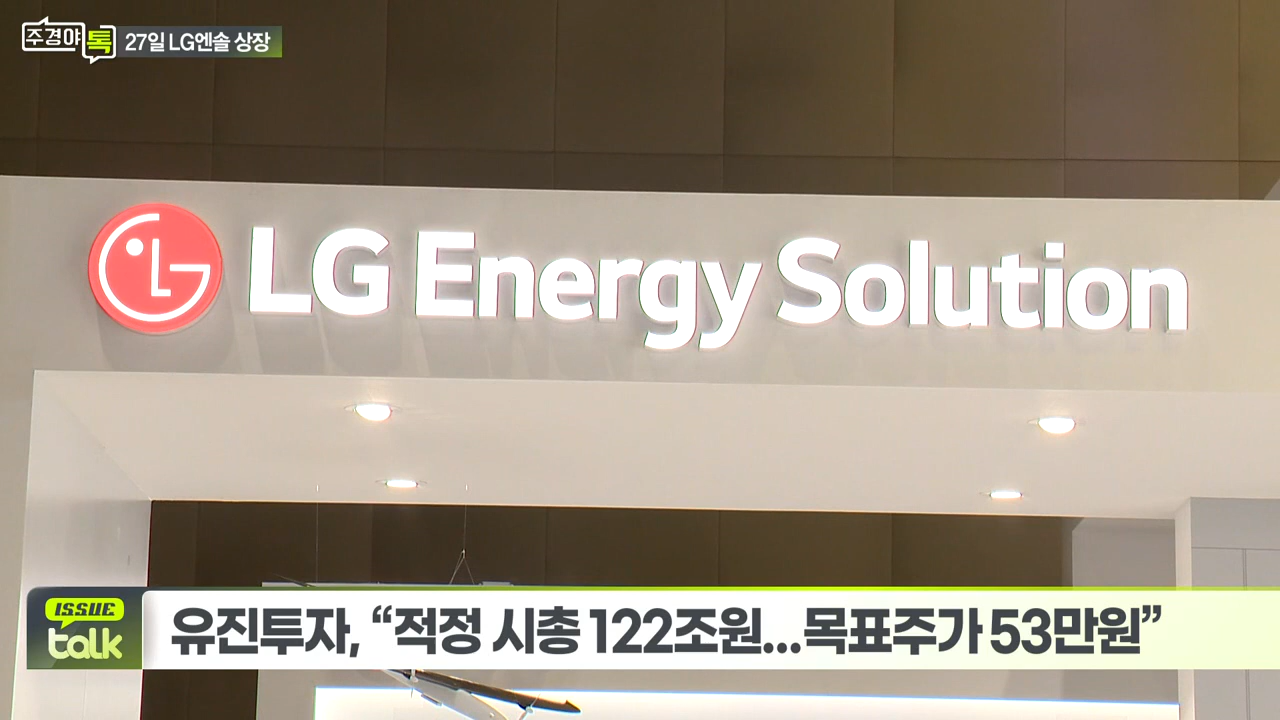 주경야톡 27일 LG엔솔 상장
LG Energy Solution
ISSUE talk
유진투자, “적정 시총 122조원...목표주가 53만원”